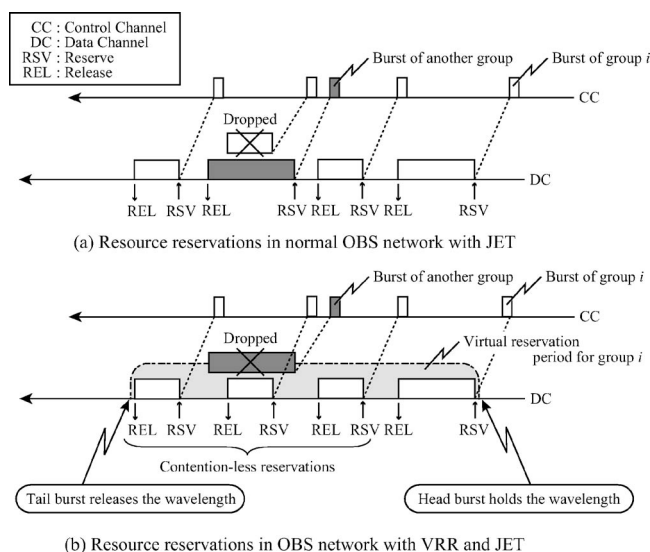 CC : Control Channel
DC : Data Channel
RSV : Reserve
REL : Release
Burst of another group
Burst of group i
CC
Dropped
DC
REL
RSV
REL
RSV
REL
RSV
REL
RSV
(a) Resource reservations in normal OBS network with JET
Burst of another group
Burst of group i
CC
Dropped
Virtual reservation
period for group i
DC
REL
RSV
REL
RSV
REL
RSV
REL
RSV
Contention-less reservations
Tail burst releases the wavelength
Head burst holds the wavelength
(b) Resource reservations in OBS network with VRR and JET